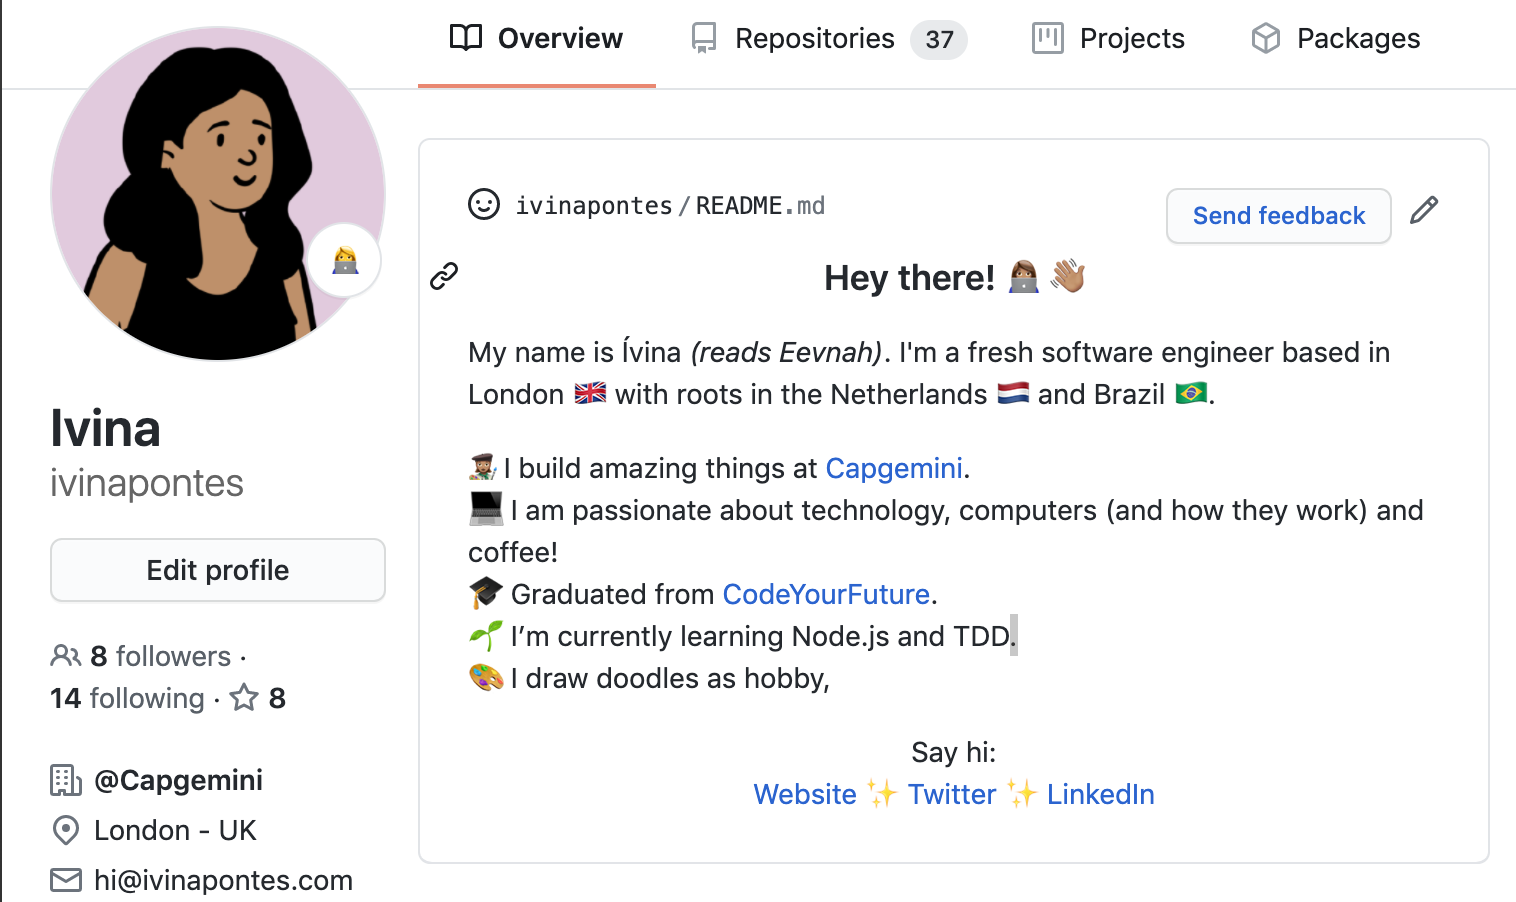 Overview Repositories 37 Projects Packages
ivinapontes/README.md
Send feedback
Hey there! 👩🏽‍💻 👋🏽
My name is Ívina (reads Eevnah). I'm a fresh software engineer based in
London 🇬🇧 with roots in the Netherlands 🇳🇱 and Brazil 🇧🇷.
👩🏽‍🎨 I build amazing things at Capgemini.
💻 I am passionate about technology, computers (and how they work) and
coffee!
🎓 Graduated from CodeYourFuture.
🌱 I’m currently learning Node.js and TDD.
🎨 I draw doodles as hobby,
Say hi:
Website ✨ Twitter ✨ LinkedIn
Ivina
ivinapontes
Edit profile
8 followers ·
14 following · 8
@Capgemini
London - UK
hi@ivinapontes.com